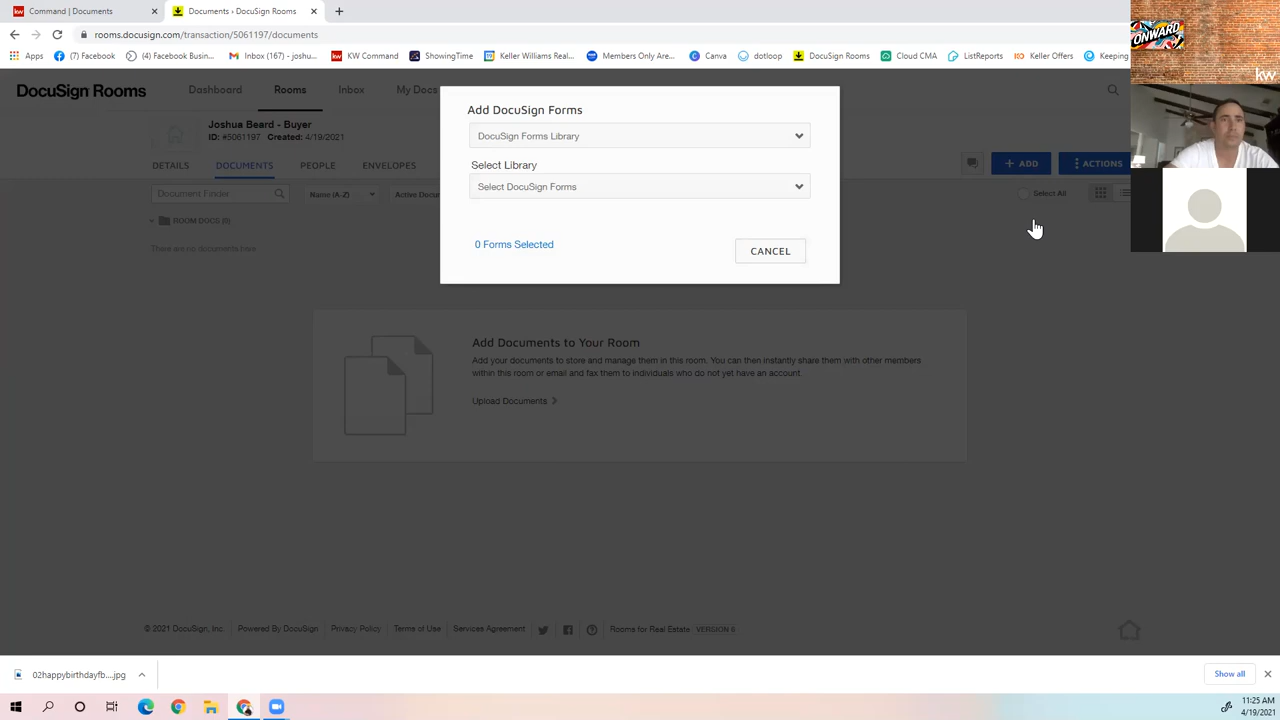 Command | Documents
Documents › DocuSign Rooms
rooms.docusign.com/transaction/5061197/documents
Apps
(7) Facebook
(4) Facebook Busin...
Inbox (167) - joshu...
KW Command
ShowingTime
Keller Williams Real...
Members Only Are...
Canva
dotloop
DocuSign Rooms
Cloud CMA
ListReports
Keller Offers
Keeping
ONWARD
kw
DocuSign Rooms
Dashboard
Rooms
Inbox
My Doc
Joshua Beard - Buyer
ID: #5061197 Created: 4/19/2021
DETAILS
DOCUMENTS
PEOPLE
ENVELOPES
+ ADD
ACTIONS
Document Finder
Name (A-Z)
Active Docum
Select All
ROOM DOCS (0)
There are no documents here
Add DocuSign Forms
DocuSign Forms Library
Select Library
Select DocuSign Forms
0 Forms Selected
CANCEL
Add Documents to Your Room
Add your documents to store and manage them in this room. You can then instantly share them with other members
within this room or email and fax them to individuals who do not yet have an account.
Upload Documents
© 2021 DocuSign, Inc.
Powered By DocuSign
Privacy Policy
Terms of Use
Services Agreement
Rooms for Real Estate
VERSION 6
02happybirthdayfb....jpg
Show all
11:25 AM
4/19/2021